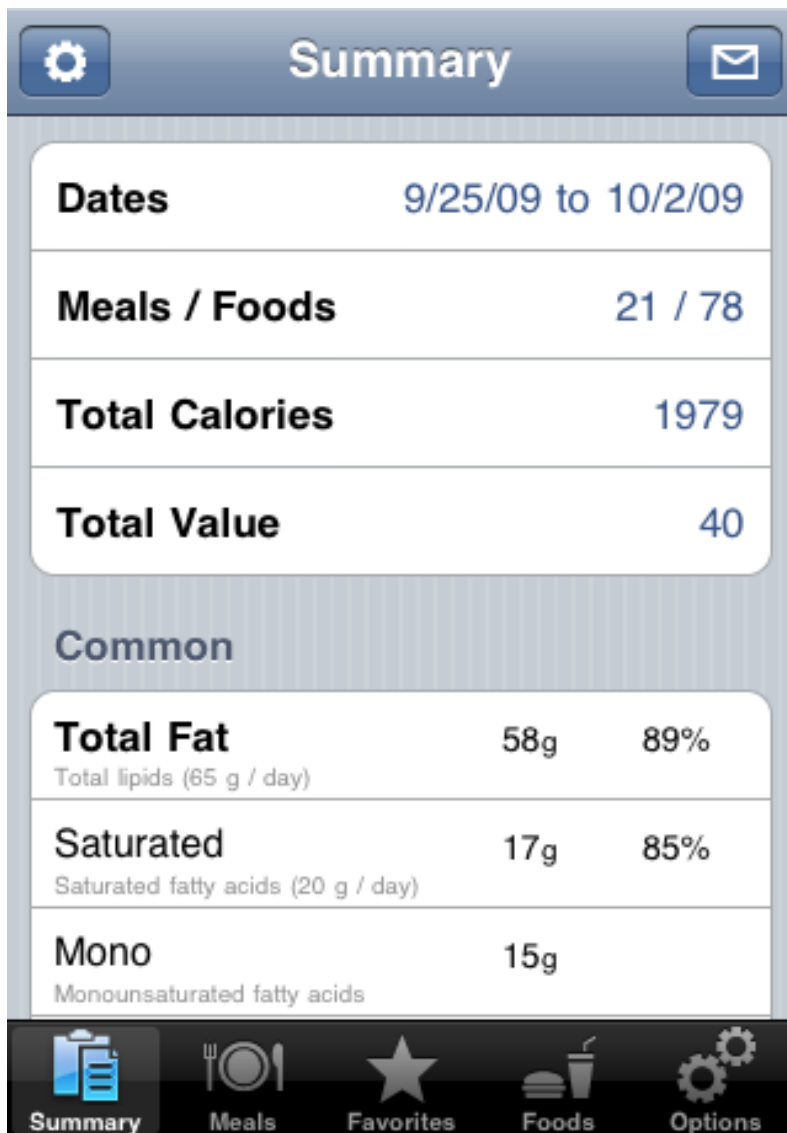 Summary
Dates 9/25/09 to 10/2/09
Meals / Foods 21 / 78
Total Calories 1979
Total Value 40
Common
Total Fat 58g 89%
Total lipids (65 g / day)
Saturated 17g 85%
Saturated fatty acids (20 g / day)
Mono 15g
Monounsaturated fatty acids
Summary Meals Favorites Foods Options